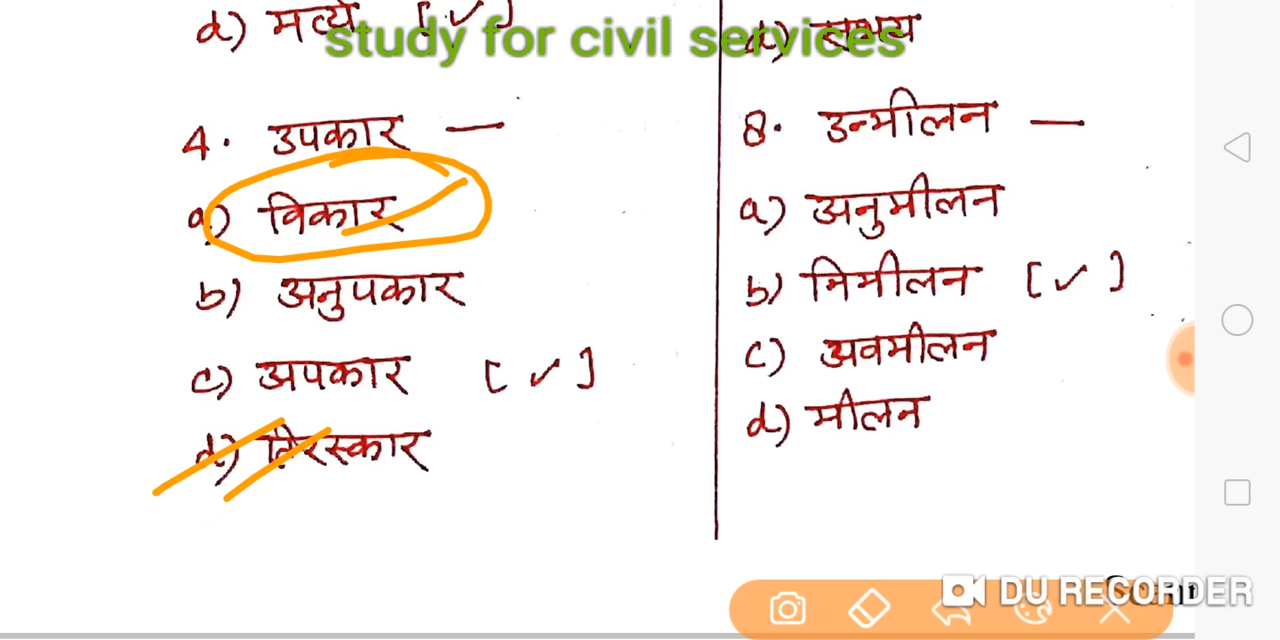 d) मर्त्य [✓]
study for civil services
4. उपकार —
a) विकार
b) अनुपकार
c) अपकार [✓]
d) तिरस्कार
d)
8. उन्मीलन —
a) अनुमीलन
b) निमीलन [✓]
c) अवमीलन
d) मीलन
DU RECORDER